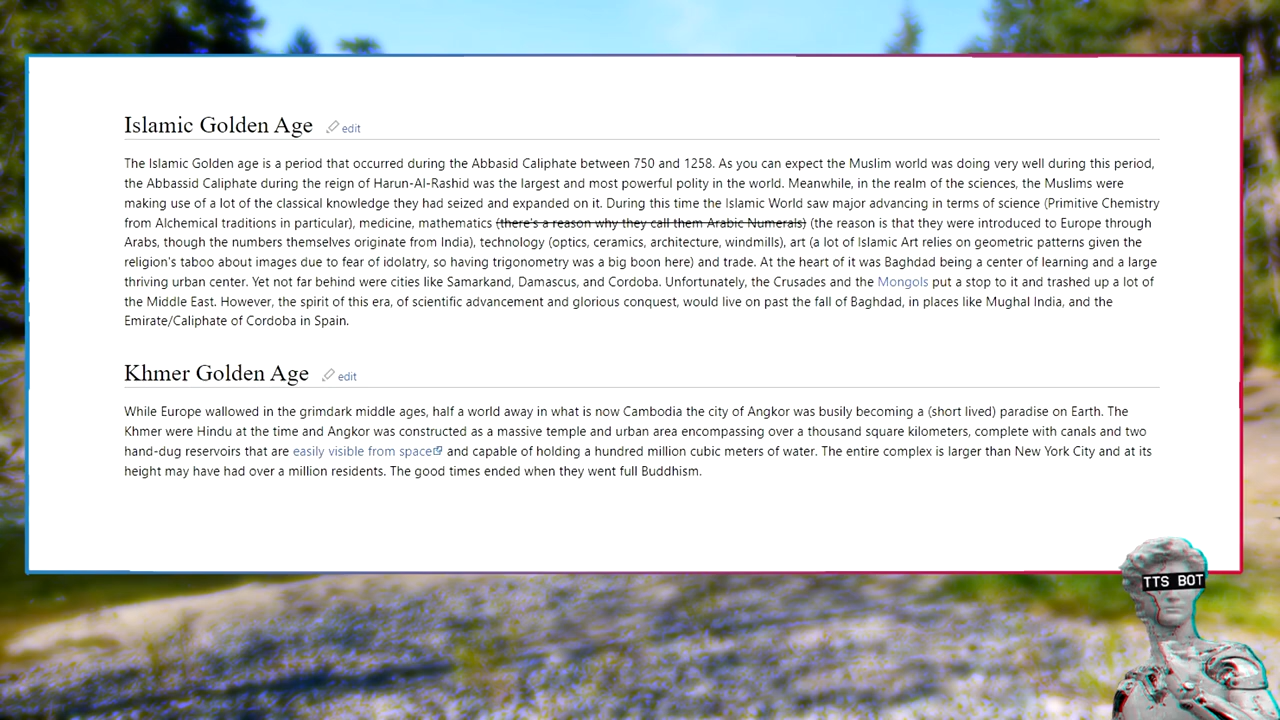 Islamic Golden Age edit
The Islamic Golden age is a period that occurred during the Abbasid Caliphate between 750 and 1258. As you can expect the Muslim world was doing very well during this period,
the Abbassid Caliphate during the reign of Harun-Al-Rashid was the largest and most powerful polity in the world. Meanwhile, in the realm of the sciences, the Muslims were
making use of a lot of the classical knowledge they had seized and expanded on it. During this time the Islamic World saw major advancing in terms of science (Primitive Chemistry
from Alchemical traditions in particular), medicine, mathematics (there's a reason why they call them Arabic Numerals) (the reason is that they were introduced to Europe through
Arabs, though the numbers themselves originate from India), technology (optics, ceramics, architecture, windmills), art (a lot of Islamic Art relies on geometric patterns given the
religion's taboo about images due to fear of idolatry, so having trigonometry was a big boon here) and trade. At the heart of it was Baghdad being a center of learning and a large
thriving urban center. Yet not far behind were cities like Samarkand, Damascus, and Cordoba. Unfortunately, the Crusades and the Mongols put a stop to it and trashed up a lot of
the Middle East. However, the spirit of this era, of scientific advancement and glorious conquest, would live on past the fall of Baghdad, in places like Mughal India, and the
Emirate/Caliphate of Cordoba in Spain.
Khmer Golden Age edit
While Europe wallowed in the grimdark middle ages, half a world away in what is now Cambodia the city of Angkor was busily becoming a (short lived) paradise on Earth. The
Khmer were Hindu at the time and Angkor was constructed as a massive temple and urban area encompassing over a thousand square kilometers, complete with canals and two
hand-dug reservoirs that are easily visible from space and capable of holding a hundred million cubic meters of water. The entire complex is larger than New York City and at its
height may have had over a million residents. The good times ended when they went full Buddhism.
TTS BOT